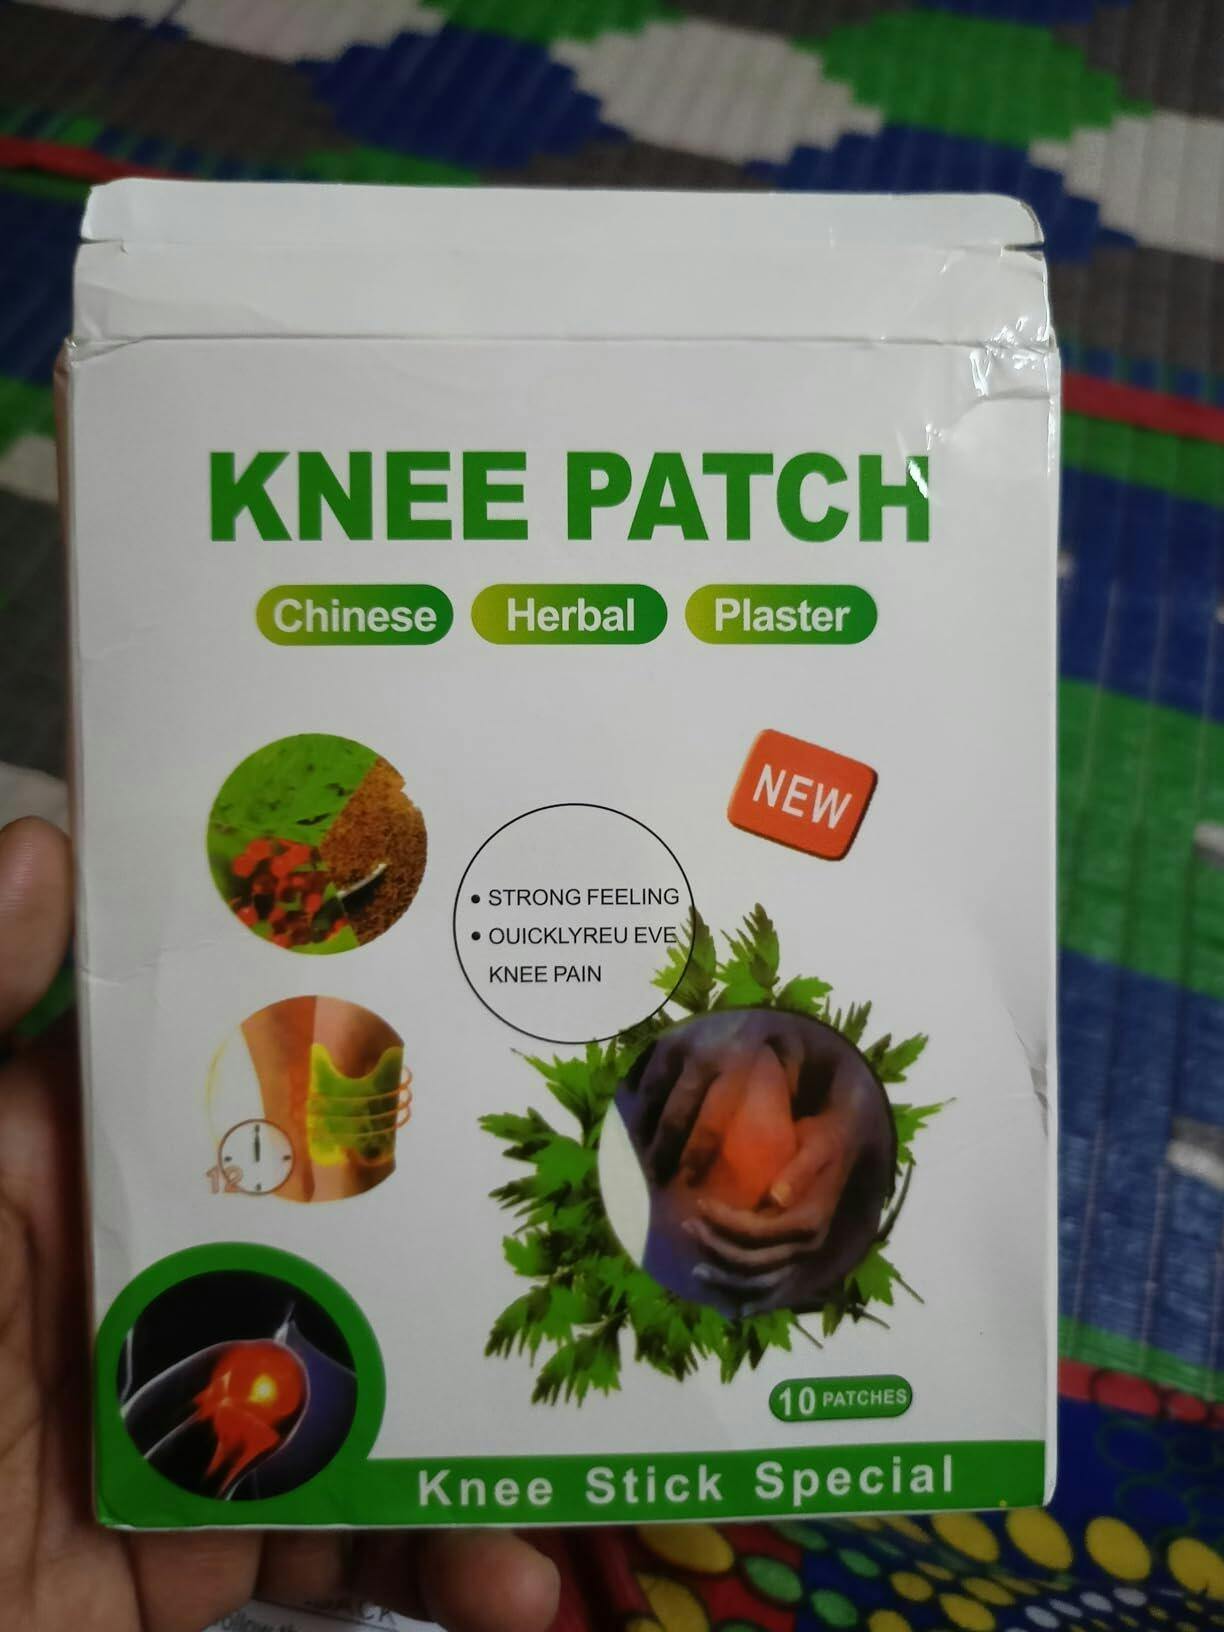 KNEE PATCH
Chinese Herbal Plaster
NEW
• STRONG FEELING
• OUICKLYREU EVE
KNEE PAIN
12
10 PATCHES
Knee Stick Special